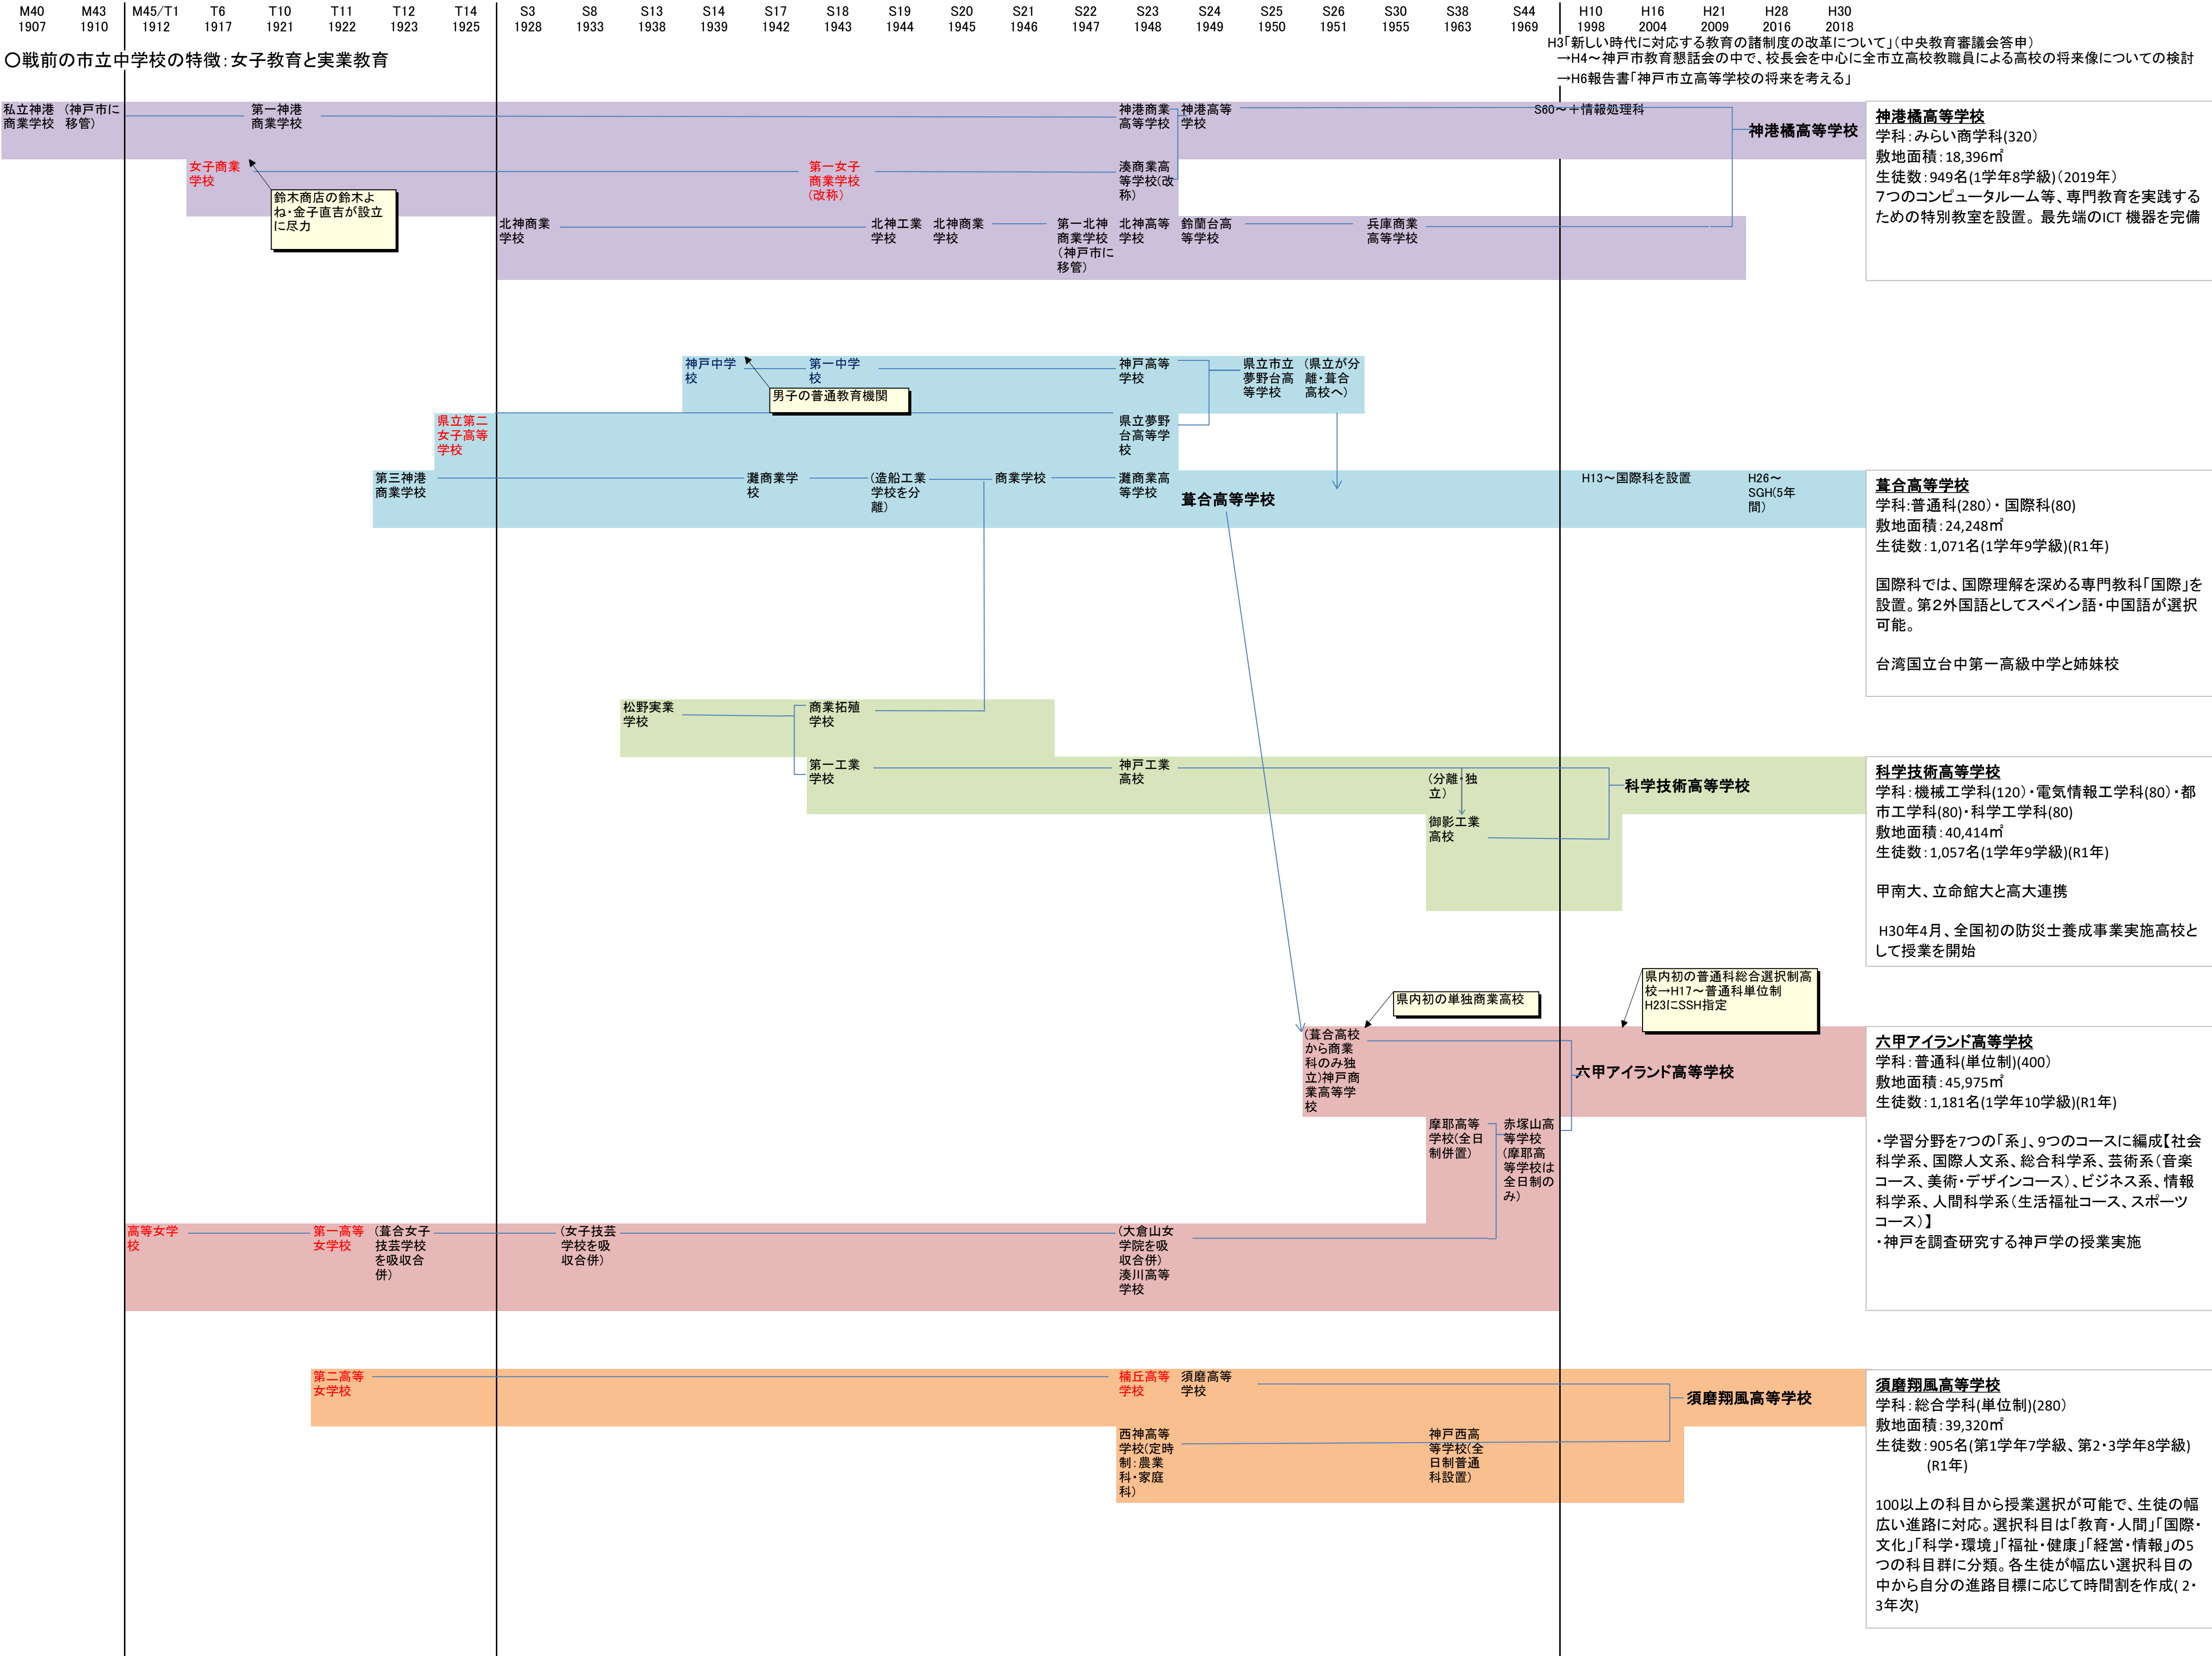 M40 M43 M45/T1 T6 T10 T11 T12 T14 S3 S8 S13 S14 S17 S18 S19 S20 S21 S22 S23 S24 S25 S26 S30 S38 S44 H10 H16 H21 H28 H30
1907 1910 1912 1917 1921 1922 1923 1925 1928 1933 1938 1939 1942 1943 1944 1945 1946 1947 1948 1949 1950 1951 1955 1963 1969 1998 2004 2009 2016 2018
〇戦前の市立中学校の特徴:女子教育と実業教育
H3「新しい時代に対応する教育の諸制度の改革について」(中央教育審議会答申)
→H4~神戸市教育懇話会の中で、校長会を中心に全市立高校教職員による高校の将来像についての検討
→H6報告書「神戸市立高等学校の将来を考える」
私立神港
商業学校
(神戸市に
移管)
第一神港
商業学校
神港商業
高等学校
神港高等
学校
S60~+情報処理科
神港橘高等学校
女子商業
学校
鈴木商店の鈴木よ
ね・金子直吉が設立
に尽力
第一女子
商業学校
(改称)
湊商業高
等学校(改
称)
北神商業
学校
北神工業
学校
北神商業
学校
第一北神
商業学校
(神戸市に
移管)
北神高等
学校
鈴蘭台高
等学校
兵庫商業
高等学校
神港橘高等学校
学科:みらい商学科(320)
敷地面積:18,396㎡
生徒数:949名(1学年8学級)(2019年)
7つのコンピュータルーム等、専門教育を実践する
ための特別教室を設置。最先端のICT 機器を完備
神戸中学
校
男子の普通教育機関
第一中学
校
神戸高等
学校
県立市立
夢野台高
等学校
(県立が分
離・葺合
高校へ)
県立第二
女子高等
学校
県立夢野
台高等学
校
第三神港
商業学校
灘商業学
校
(造船工業
学校を分
離)
商業学校
灘商業高
等学校
葺合高等学校
H13~国際科を設置
H26~
SGH(5年
間)
葺合高等学校
学科:普通科(280)・国際科(80)
敷地面積:24,248㎡
生徒数:1,071名(1学年9学級)(R1年)
国際科では、国際理解を深める専門教科「国際」を
設置。第2外国語としてスペイン語・中国語が選択
可能。
台湾国立台中第一高級中学と姉妹校
松野実業
学校
商業拓殖
学校
第一工業
学校
神戸工業
高校
(分離・独
立)
御影工業
高校
科学技術高等学校
科学技術高等学校
学科:機械工学科(120)・電気情報工学科(80)・都
市工学科(80)・科学工学科(80)
敷地面積:40,414㎡
生徒数:1,057名(1学年9学級)(R1年)
甲南大、立命館大と高大連携
H30年4月、全国初の防災士養成事業実施高校と
して授業を開始
県内初の単独商業高校
県内初の普通科総合選択制高
校→H17~普通科単位制
H23にSSH指定
(葺合高校
から商業
科のみ独
立)神戸商
業高等学
校
六甲アイランド高等学校
摩耶高等
学校(全日
制併置)
赤塚山高
等学校
(摩耶高
等学校は
全日制の
み)
高等女学
校
第一高等
女学校
(葺合女子
技芸学校
を吸収合
併)
(女子技芸
学校を吸
収合併)
(大倉山女
学院を吸
収合併)
湊川高等
学校
六甲アイランド高等学校
学科:普通科(単位制)(400)
敷地面積:45,975㎡
生徒数:1,181名(1学年10学級)(R1年)
・学習分野を7つの「系」、9つのコースに編成【社会
科学系、国際人文系、総合科学系、芸術系(音楽
コース、美術・デザインコース)、ビジネス系、情報
科学系、人間科学系(生活福祉コース、スポーツ
コース)】
・神戸を調査研究する神戸学の授業実施
第二高等
女学校
楠丘高等
学校
須磨高等
学校
須磨翔風高等学校
西神高等
学校(定時
制:農業
科・家庭
科)
神戸西高
等学校(全
日制普通
科設置)
須磨翔風高等学校
学科:総合学科(単位制)(280)
敷地面積:39,320㎡
生徒数:905名(第1学年7学級、第2・3学年8学級)
(R1年)
100以上の科目から授業選択が可能で、生徒の幅
広い進路に対応。選択科目は「教育・人間」「国際・
文化」「科学・環境」「福祉・健康」「経営・情報」の5
つの科目群に分類。各生徒が幅広い選択科目の
中から自分の進路目標に応じて時間割を作成( 2・
3年次)